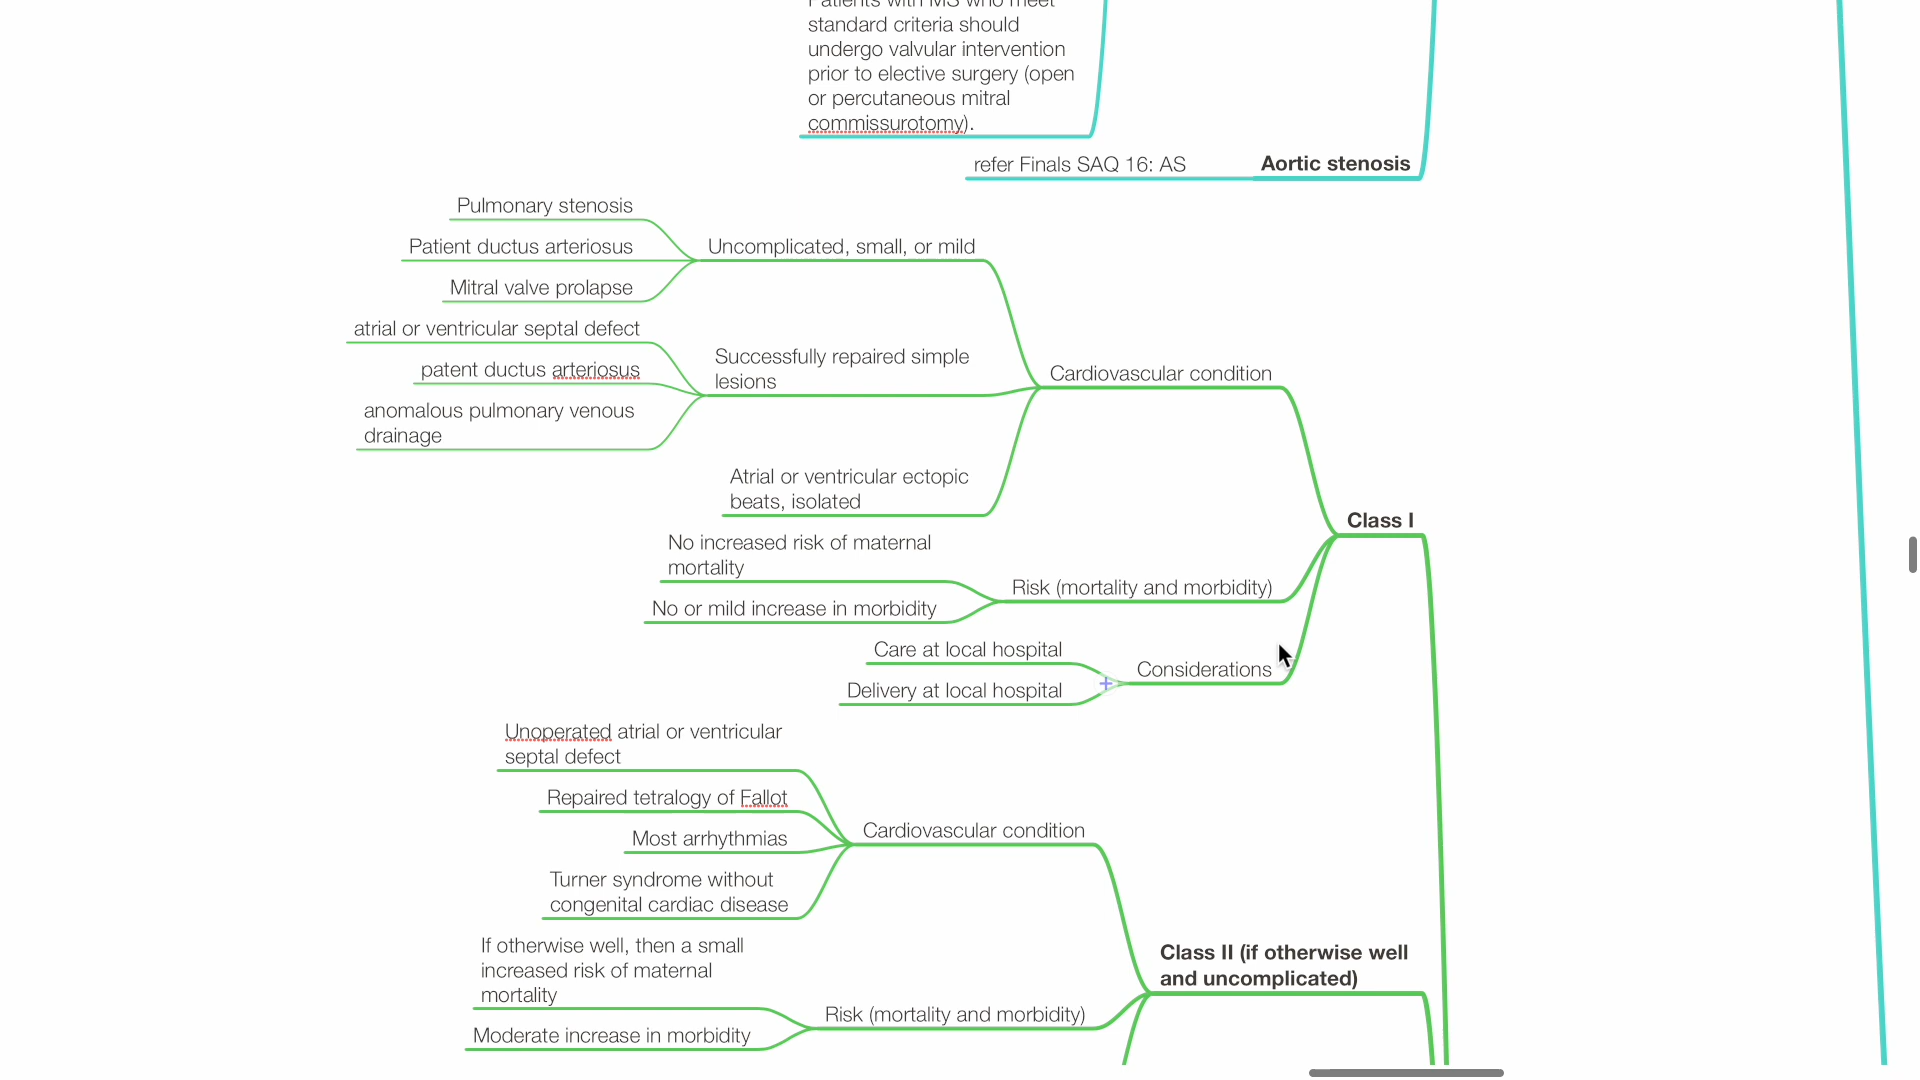 Patients with MS who meet
standard criteria should
undergo valvular intervention
prior to elective surgery (open
or percutaneous mitral
commissurotomy).
refer Finals SAQ 16: AS
Aortic stenosis
Pulmonary stenosis
Patient ductus arteriosus
Mitral valve prolapse
Uncomplicated, small, or mild
atrial or ventricular septal defect
patent ductus arteriosus
anomalous pulmonary venous
drainage
Successfully repaired simple
lesions
Atrial or ventricular ectopic
beats, isolated
Cardiovascular condition
No increased risk of maternal
mortality
No or mild increase in morbidity
Risk (mortality and morbidity)
Care at local hospital
Delivery at local hospital
Considerations
Class I
Unoperated atrial or ventricular
septal defect
Repaired tetralogy of Fallot
Most arrhythmias
Turner syndrome without
congenital cardiac disease
Cardiovascular condition
If otherwise well, then a small
increased risk of maternal
mortality
Moderate increase in morbidity
Risk (mortality and morbidity)
Class II (if otherwise well
and uncomplicated)